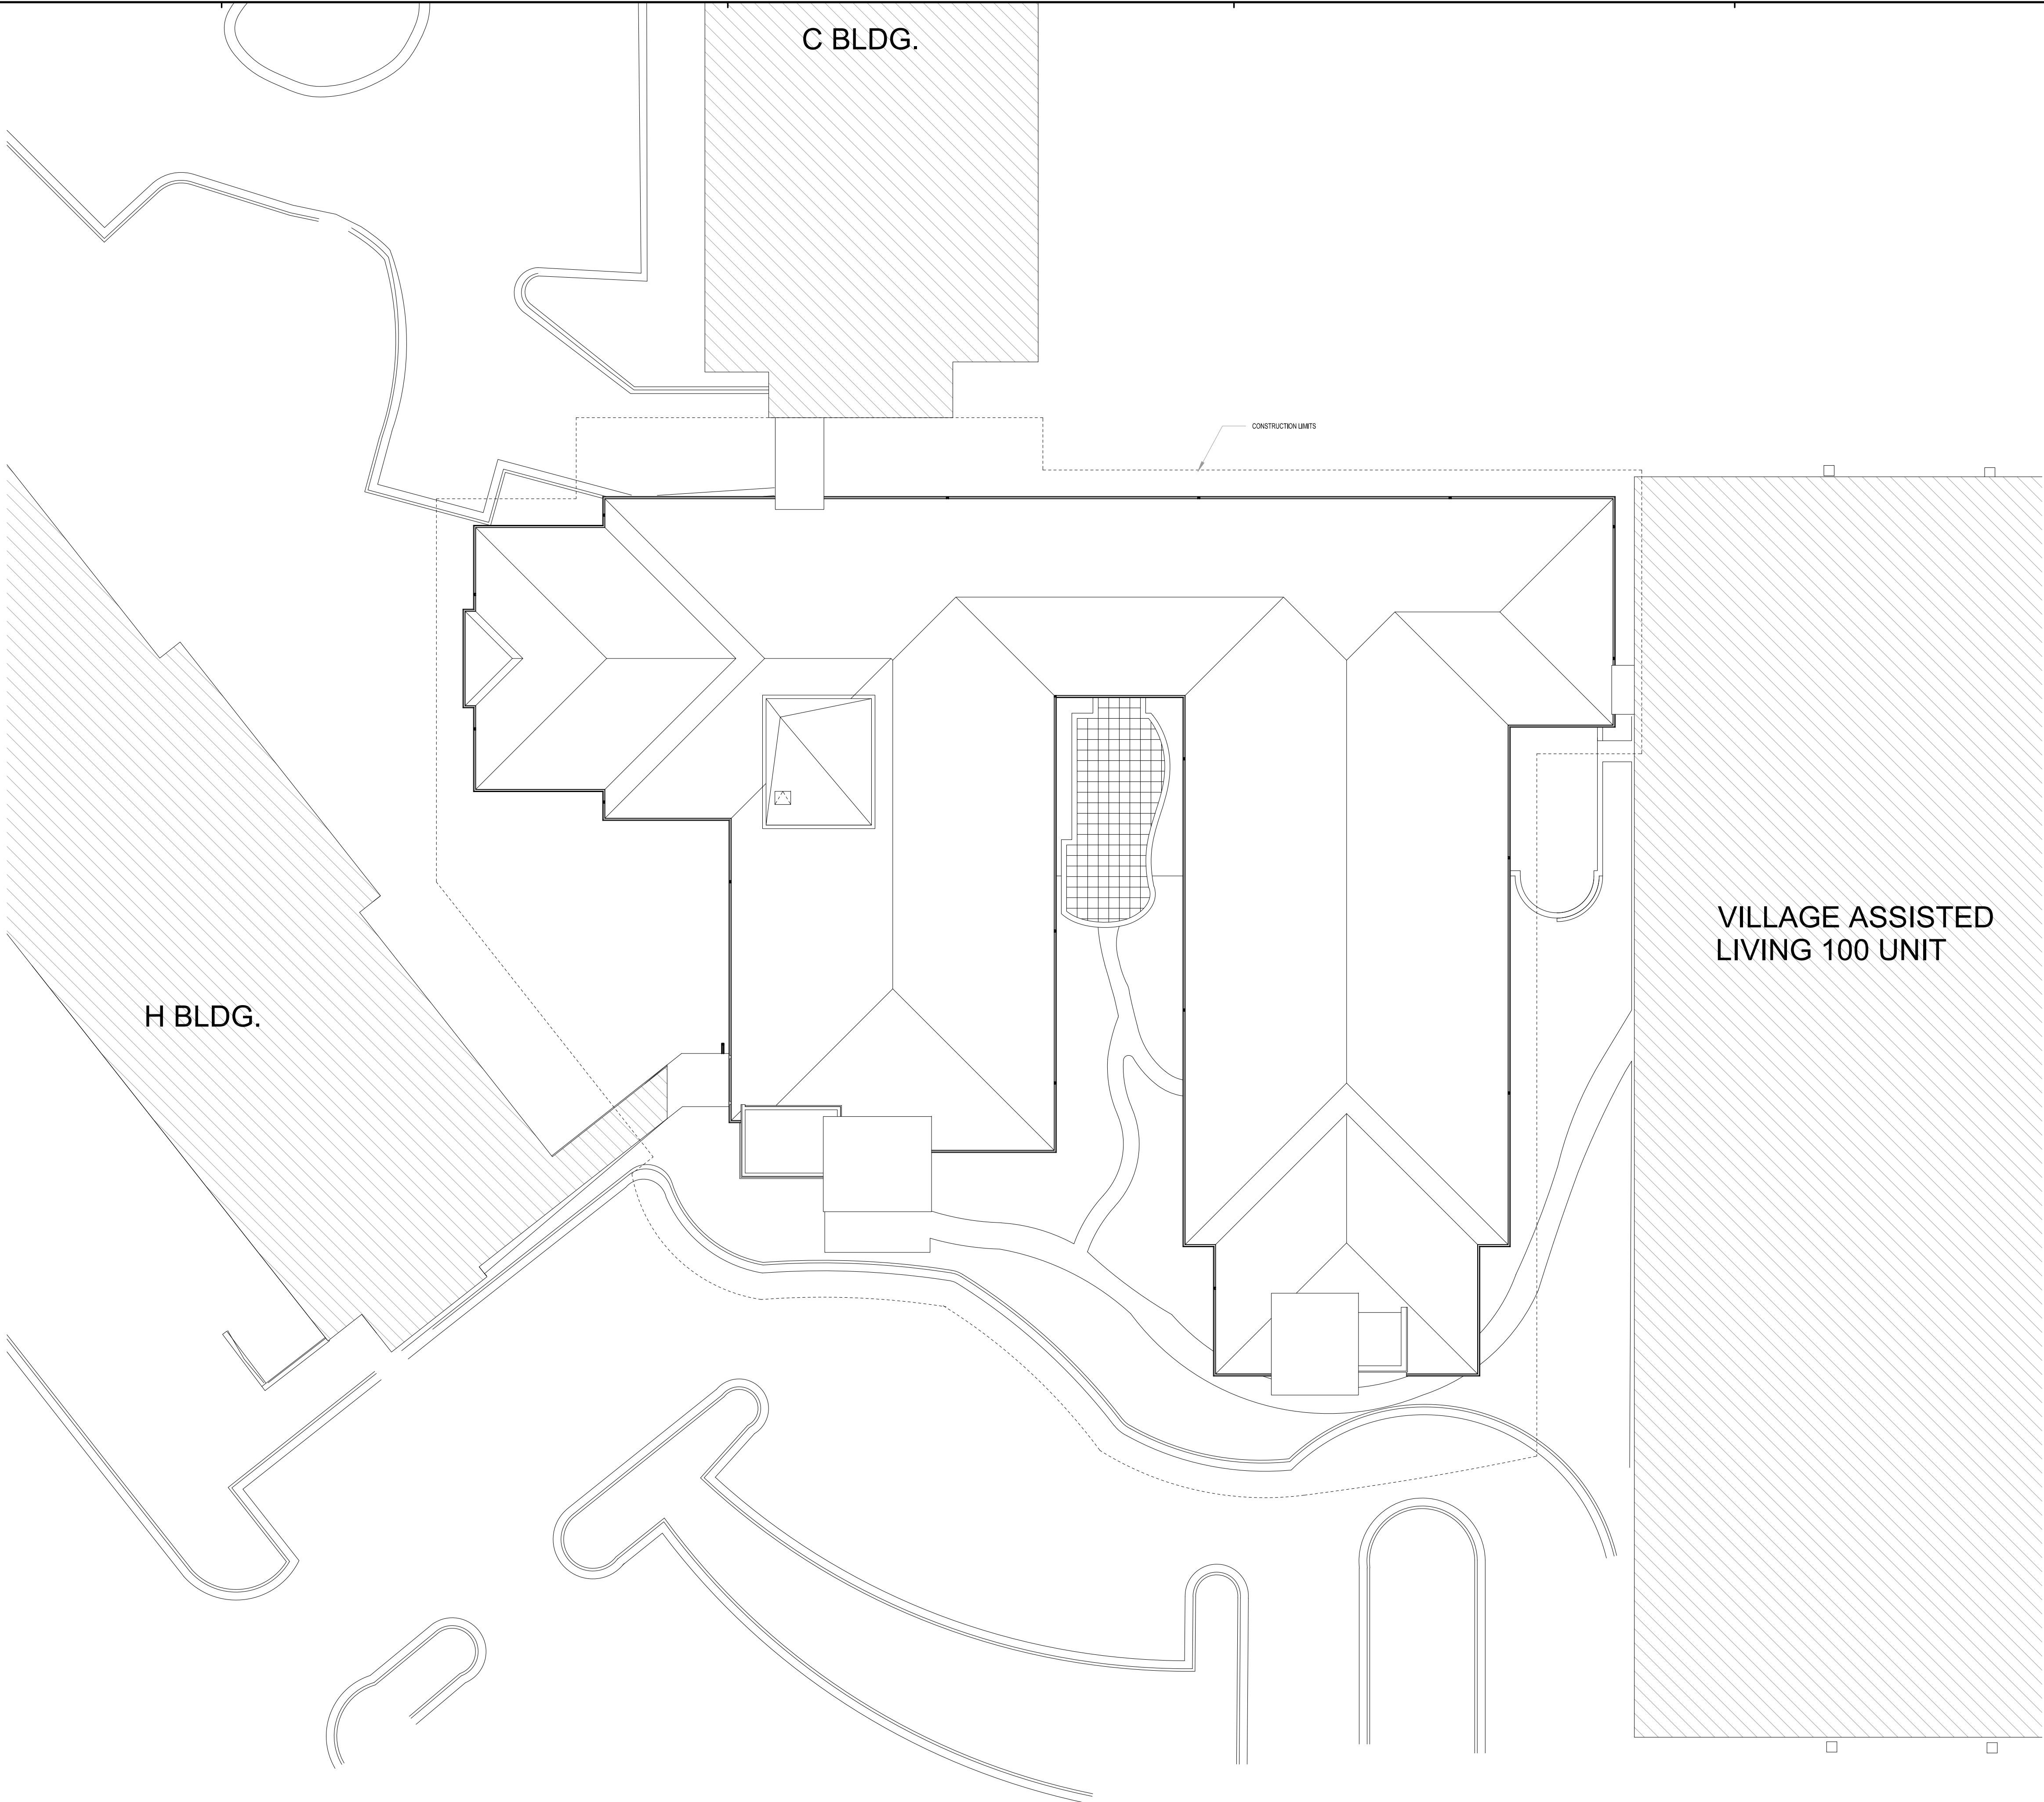 C BLDG.
CONSTRUCTION LIMITS
VILLAGE ASSISTED
LIVING 100 UNIT
H BLDG.